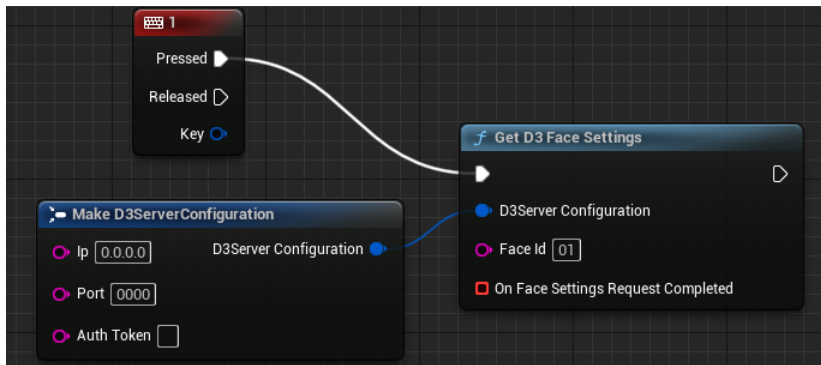 1
Pressed
Released
Key
f Get D3 Face Settings
D3Server Configuration
Face Id 01
On Face Settings Request Completed
Make D3ServerConfiguration
Ip 0.0.0.0 D3Server Configuration
Port 0000
Auth Token